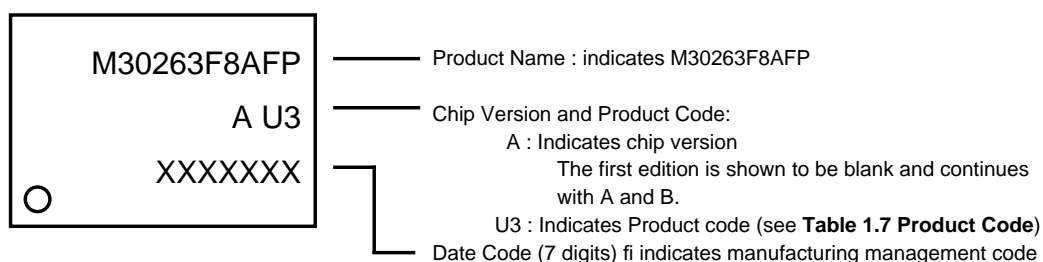 M30263F8AFP
A U3
XXXXXXX
Product Name : indicates M30263F8AFP
Chip Version and Product Code:
A : Indicates chip version
The first edition is shown to be blank and continues
with A and B.
U3 : Indicates Product code (see Table 1.7 Product Code)
Date Code (7 digits) fi indicates manufacturing management code